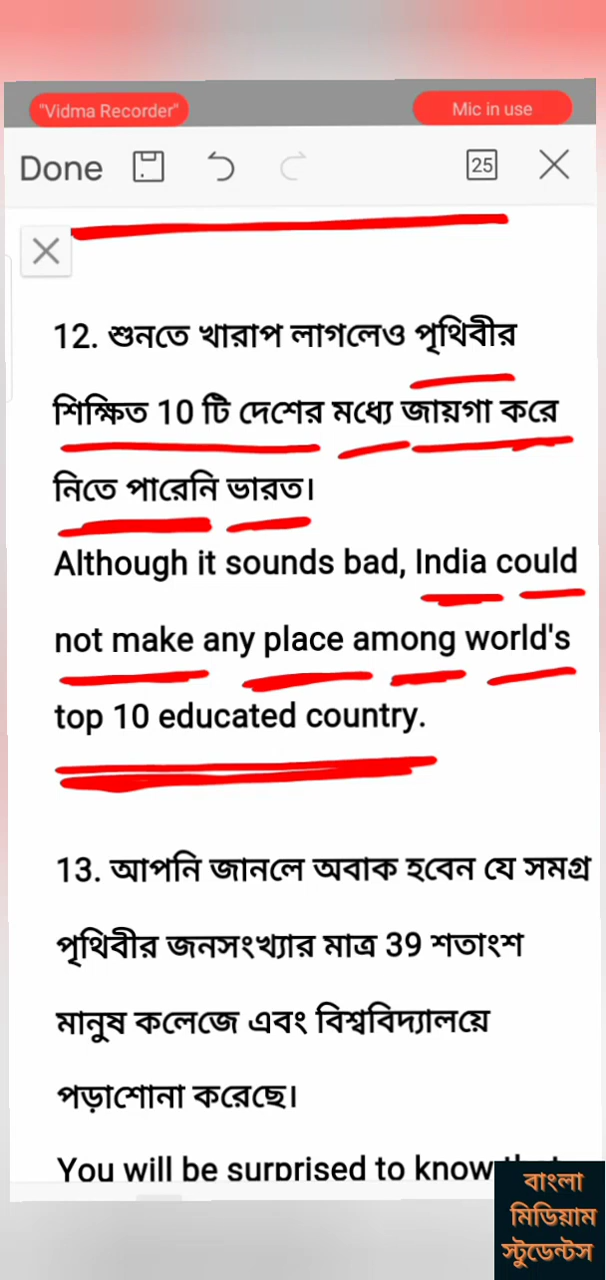 "Vidma Recorder"
Mic in use
Done
25
12. শুনতে খারাপ লাগলেও পৃথিবীর
শিক্ষিত 10 টি দেশের মধ্যে জায়গা করে
নিতে পারেনি ভারত।
Although it sounds bad, India could
not make any place among world's
top 10 educated country.
13. আপনি জানলে অবাক হবেন যে সমগ্র
পৃথিবীর জনসংখ্যার মাত্র 39 শতাংশ
মানুষ কলেজে এবং বিশ্ববিদ্যালয়ে
পড়াশোনা করেছে।
You will be surprised to know
বাংলা
মিডিয়াম
স্টুডেন্টস